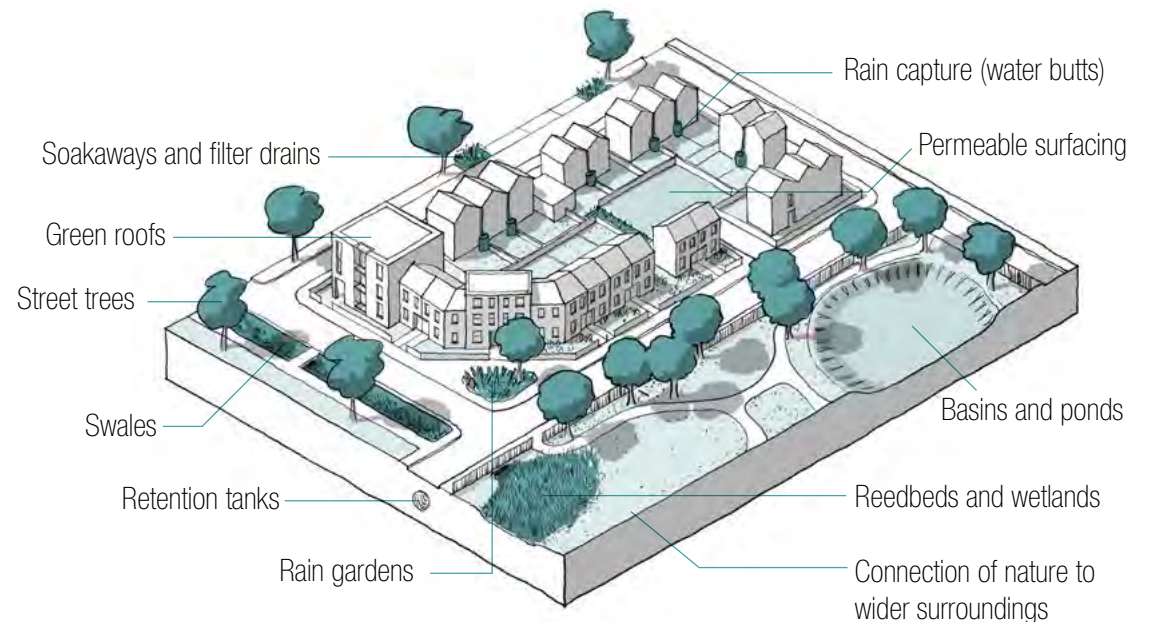 Rain capture (water butts)
Permeable surfacing
Soakaways and filter drains
Green roofs
Street trees
Swales
Basins and ponds
Retention tanks
Reedbeds and wetlands
Rain gardens
Connection of nature to
wider surroundings